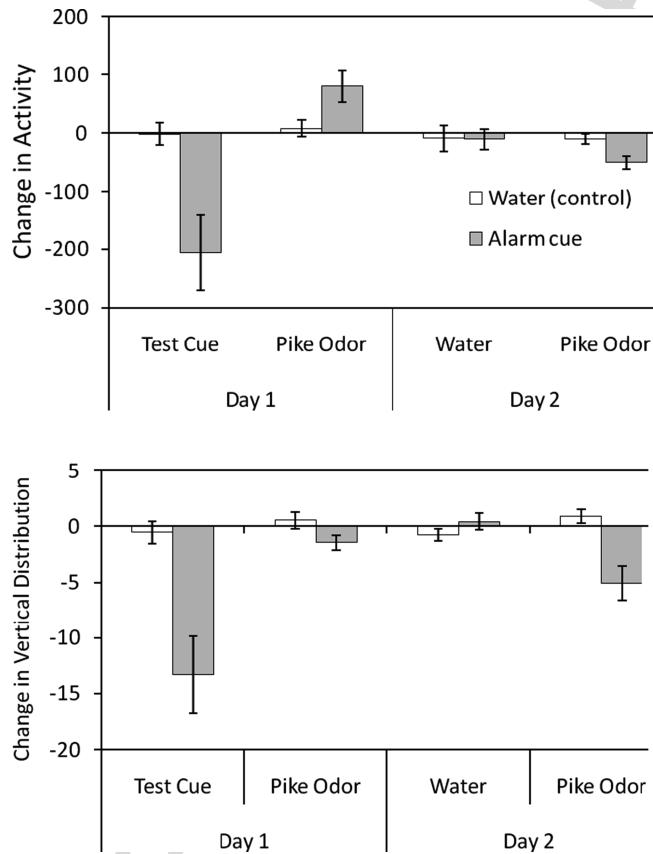 200
100
0
-100
-200
-300
Change in Activity
Water (control)
Alarm cue
Test Cue Pike Odor Water Pike Odor
Day 1 Day 2
5
0
-5
-10
-15
-20
Change in Vertical Distribution
Test Cue Pike Odor Water Pike Odor
Day 1 Day 2